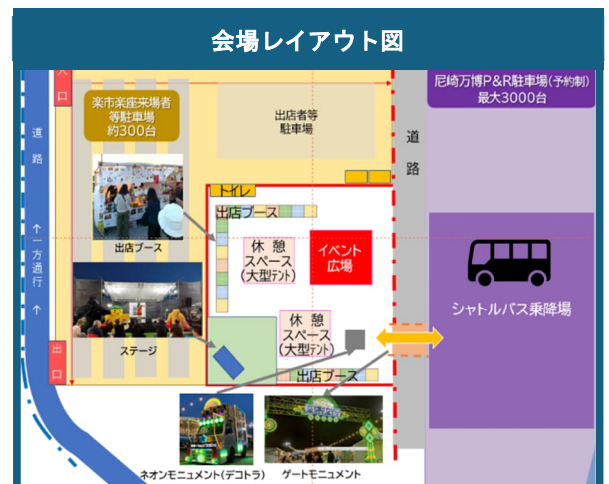 会場レイアウト図
入
口
楽市楽座来場者
等駐車場
約300台
出店者等
駐車場
尼崎万博P&R駐車場(予約制)
最大3000台
道
路
道
路
トイレ
出店ブース
出店ブース
休 憩
スペース
(大型テント)
イベント
広場
↑
一方通行
↑
シャトルバス乗降場
休 憩
スペース
(大型テント)
ステージ
出
口
出店ブース
ネオンモニュメント(デコトラ)
ゲートモニュメント